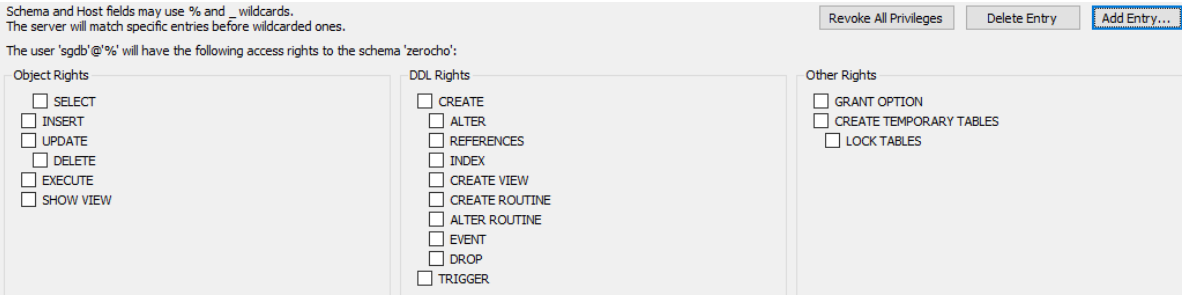 Schema and Host fields may use % and _ wildcards.
The server will match specific entries before wildcarded ones.
Revoke All Privileges
Delete Entry
Add Entry...
The user 'sgdb'@'%' will have the following access rights to the schema 'zerocho':
Object Rights
SELECT
INSERT
UPDATE
DELETE
EXECUTE
SHOW VIEW
DDL Rights
CREATE
ALTER
REFERENCES
INDEX
CREATE VIEW
CREATE ROUTINE
ALTER ROUTINE
EVENT
DROP
TRIGGER
Other Rights
GRANT OPTION
CREATE TEMPORARY TABLES
LOCK TABLES